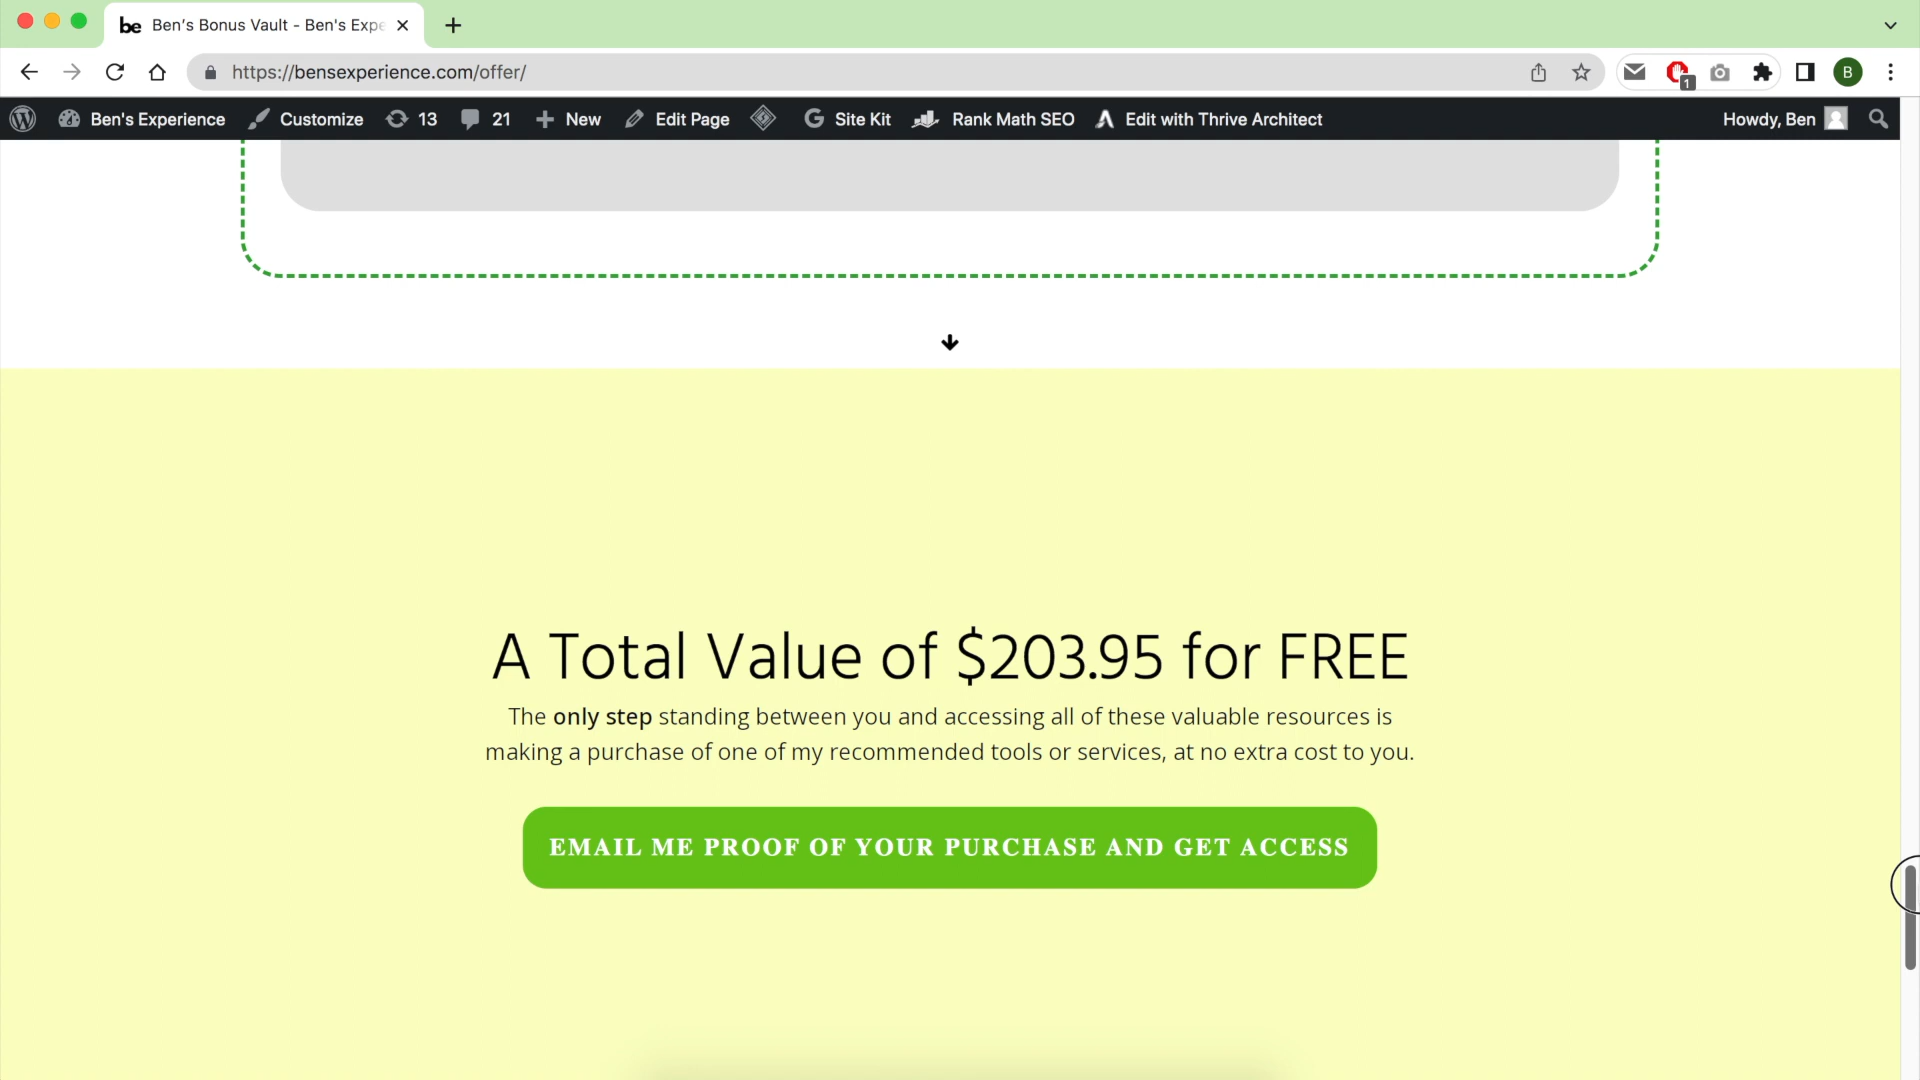 be Ben's Bonus Vault - Ben's Expe
https://bensexperience.com/offer/
1
B
Ben's Experience Customize 13 21 New Edit Page Site Kit Rank Math SEO Edit with Thrive Architect Howdy, Ben
A Total Value of $203.95 for FREE
The only step standing between you and accessing all of these valuable resources is
making a purchase of one of my recommended tools or services, at no extra cost to you.
EMAIL ME PROOF OF YOUR PURCHASE AND GET ACCESS